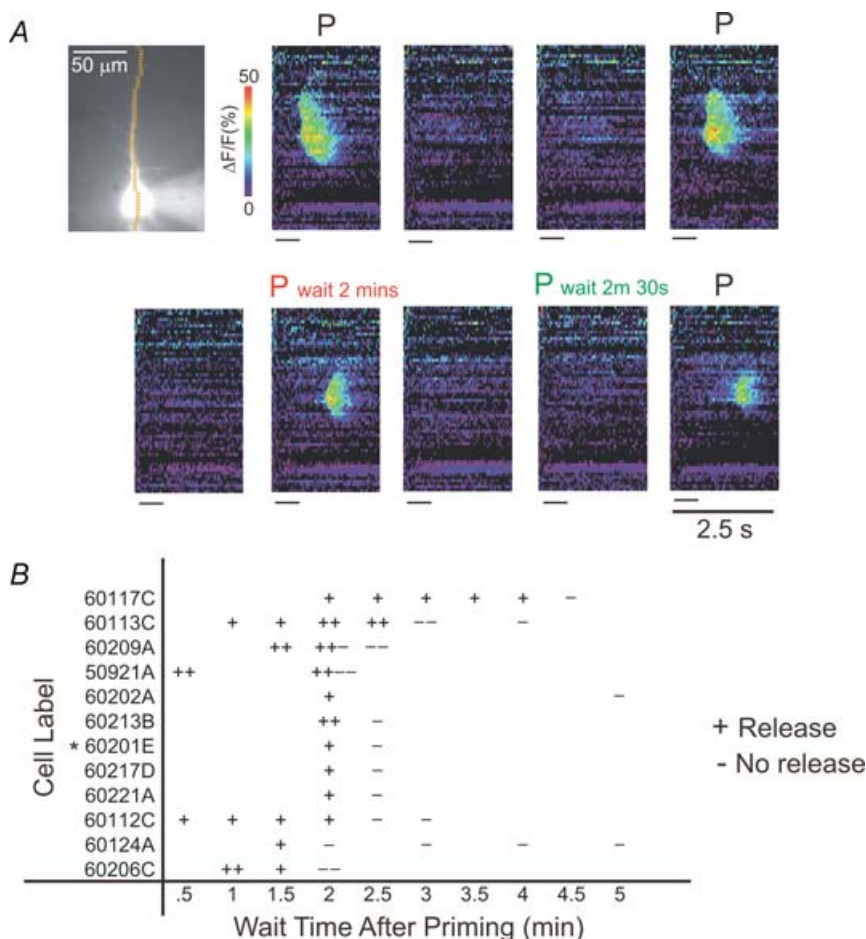 A
P
P
50 μm
50
ΔF/F(%)
0
P wait 2 mins
P wait 2m 30s
P
2.5 s
B
Cell Label
60117C + + + + + −
60113C + + ++ ++ −− −
60209A ++ ++− −−
50921A ++ ++−−
60202A + −
60213B ++ −
* 60201E + −
60217D + −
60221A + −
60112C + + + + − −
60124A + − − − −
60206C ++ + −−
+ Release
- No release
.5 1 1.5 2 2.5 3 3.5 4 4.5 5
Wait Time After Priming (min)